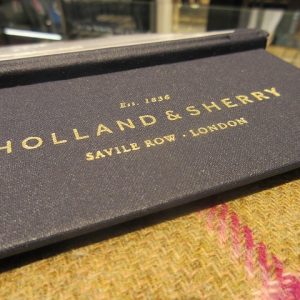 Est. 1836
HOLLAND & SHERRY
SAVILE ROW · LONDON